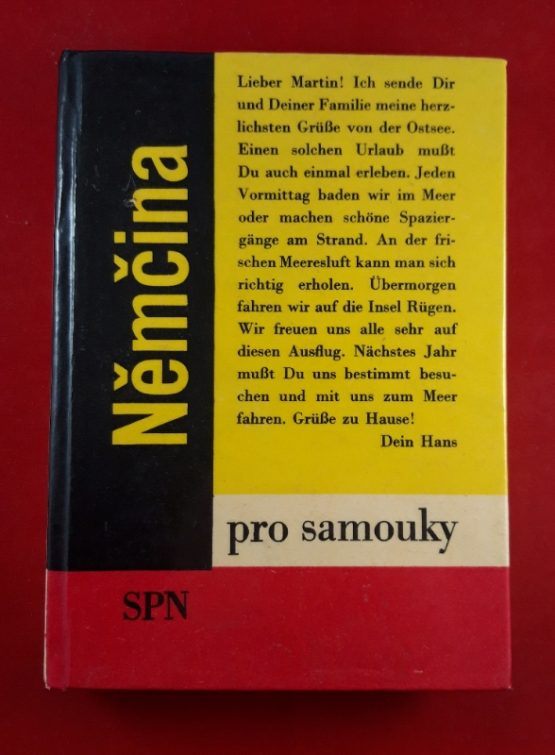 Němčina
Lieber Martin! Ich sende Dir
und Deiner Familie meine herz-
lichsten Grüße von der Ostsee.
Einen solchen Urlaub mußt
Du auch einmal erleben. Jeden
Vormittag baden wir im Meer
oder machen schöne Spazier-
gänge am Strand. An der fri-
schen Meeresluft kann man sich
richtig erholen. Übermorgen
fahren wir auf die Insel Rügen.
Wir freuen uns alle sehr auf
diesen Ausflug. Nächstes Jahr
mußt Du uns bestimmt besu-
chen und mit uns zum Meer
fahren. Grüße zu Hause!
Dein Hans
pro samouky
SPN